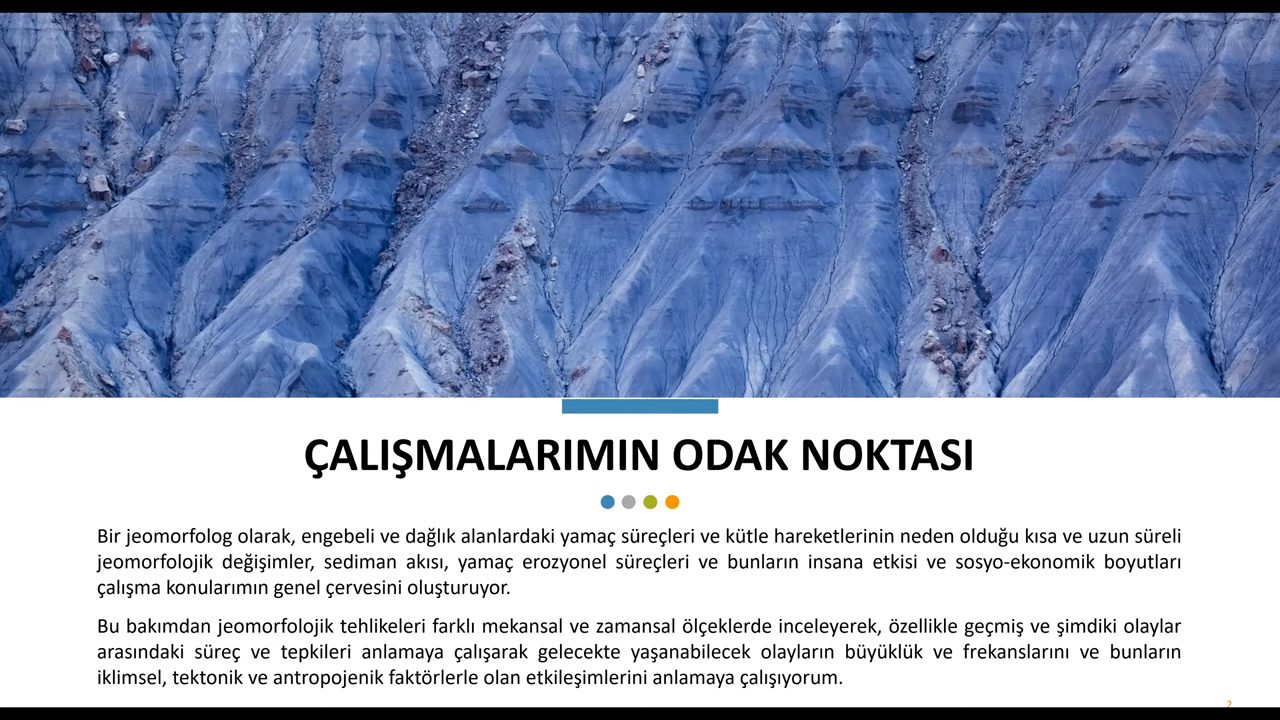 ÇALIŞMALARIMIN ODAK NOKTASI
Bir jeomorfolog olarak, engebeli ve dağlık alanlardaki yamaç süreçleri ve kütle hareketlerinin neden olduğu kısa ve uzun süreli
jeomorfolojik değişimler, sediman akısı, yamaç erozyonel süreçleri ve bunların insana etkisi ve sosyo-ekonomik boyutları
çalışma konularımın genel çervesini oluşturuyor.
Bu bakımdan jeomorfolojik tehlikeleri farklı mekansal ve zamansal ölçeklerde inceleyerek, özellikle geçmiş ve şimdiki olaylar
arasındaki süreç ve tepkileri anlamaya çalışarak gelecekte yaşanabilecek olayların büyüklük ve frekanslarını ve bunların
iklimsel, tektonik ve antropojenik faktörlerle olan etkileşimlerini anlamaya çalışıyorum.
2